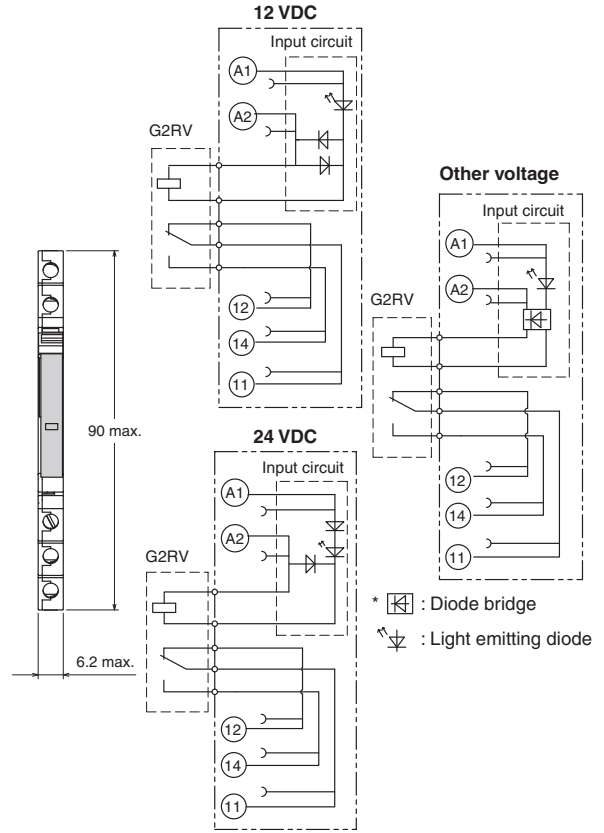 12 VDC
Input circuit
A1
A2
G2RV
12
14
11
Other voltage
Input circuit
A1
A2
G2RV
12
14
11
90 max.
6.2 max.
24 VDC
Input circuit
A1
A2
G2RV
12
14
11
* : Diode bridge
: Light emitting diode